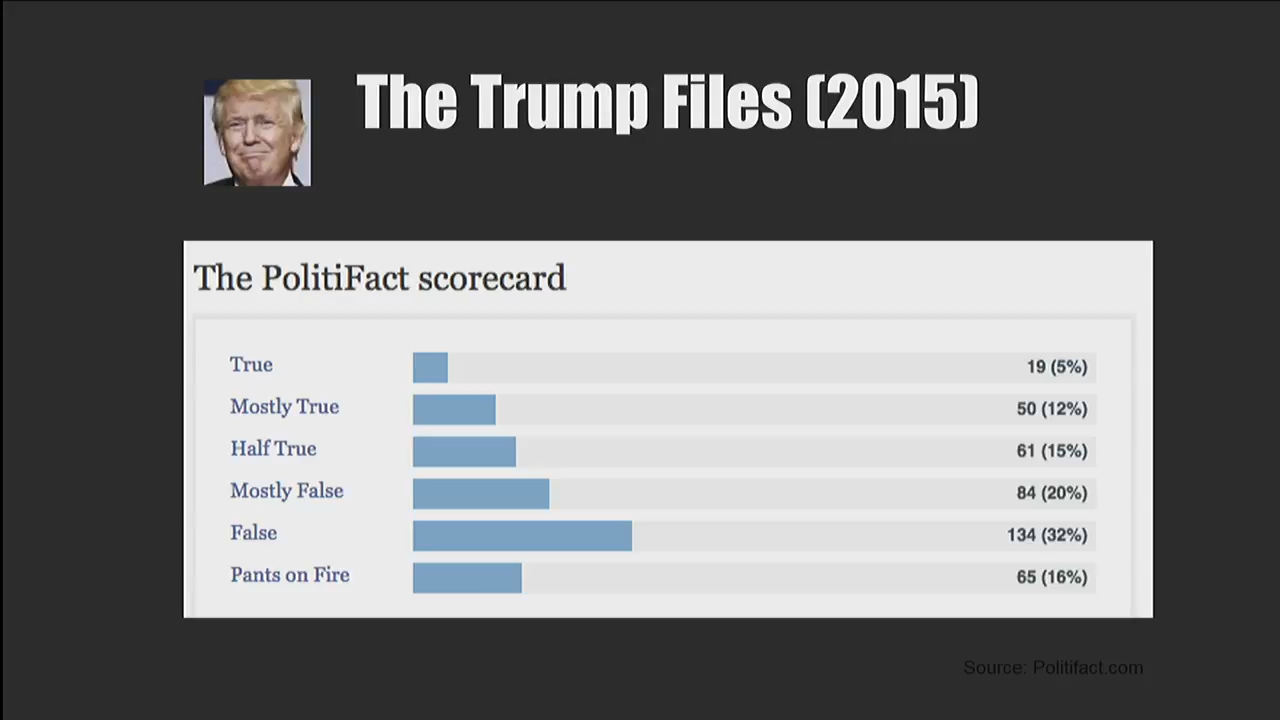 The Trump Files (2015)
The PolitiFact scorecard
True 19 (5%)
Mostly True 50 (12%)
Half True 61 (15%)
Mostly False 84 (20%)
False 134 (32%)
Pants on Fire 65 (16%)
Source: Politifact.com